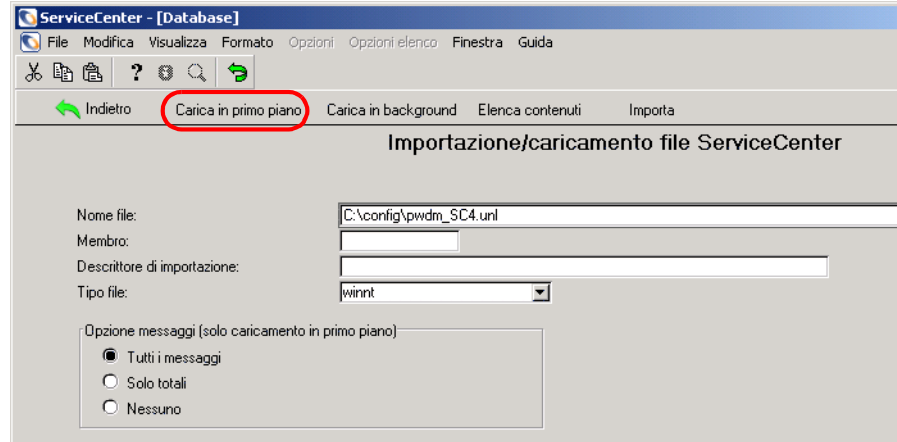 ServiceCenter - [Database]
File Modifica Visualizza Formato Opzioni Opzioni elenco Finestra Guida
?
Indietro Carica in primo piano Carica in background Elenca contenuti Importa
Importazione/caricamento file ServiceCenter
Nome file: C:\config\pwdm_SC4.unl
Membro:
Descrittore di importazione:
Tipo file: winnt
Opzione messaggi (solo caricamento in primo piano)
Tutti i messaggi
Solo totali
Nessuno